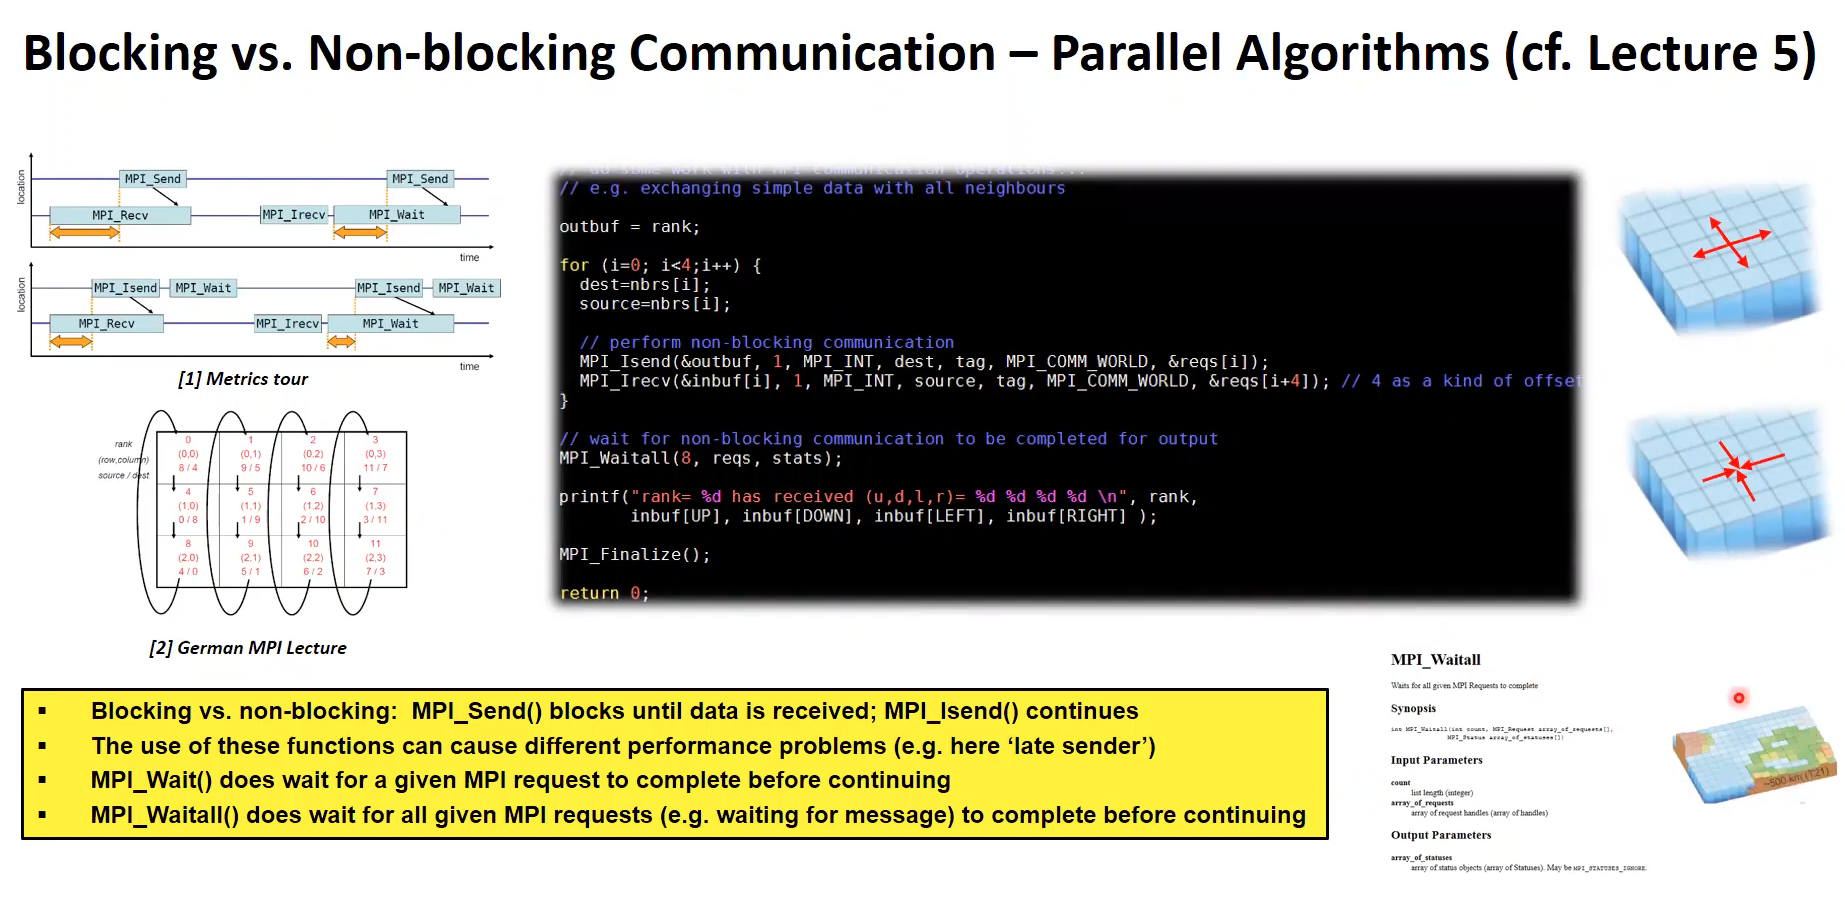 Blocking vs. Non-blocking Communication – Parallel Algorithms (cf. Lecture 5)
location
MPI_Send
MPI_Send
MPI_Recv
MPI_Irecv
MPI_Wait
time
location
MPI_Isend
MPI_Wait
MPI_Isend
MPI_Wait
MPI_Recv
MPI_Irecv
MPI_Wait
time
[1] Metrics tour
rank
(row,column)
source / dest
0 1 2 3
(0,0) (0,1) (0,2) (0,3)
8 / 4 9 / 5 10 / 6 11 / 7
4 5 6 7
(1,0) (1,1) (1,2) (1,3)
0 / 8 1 / 9 2 / 10 3 / 11
8 9 10 11
(2,0) (2,1) (2,2) (2,3)
4 / 0 5 / 1 6 / 2 7 / 3
[2] German MPI Lecture
// do some work with MPI communication operations...
// e.g. exchanging simple data with all neighbours
outbuf = rank;
for (i=0; i<4;i++) {
dest=nbrs[i];
source=nbrs[i];
// perform non-blocking communication
MPI_Isend(&outbuf, 1, MPI_INT, dest, tag, MPI_COMM_WORLD, &reqs[i]);
MPI_Irecv(&inbuf[i], 1, MPI_INT, source, tag, MPI_COMM_WORLD, &reqs[i+4]); // 4 as a kind of offset
}
// wait for non-blocking communication to be completed for output
MPI_Waitall(8, reqs, stats);
printf("rank= %d has received (u,d,l,r)= %d %d %d %d \n", rank,
inbuf[UP], inbuf[DOWN], inbuf[LEFT], inbuf[RIGHT] );
MPI_Finalize();
return 0;
▪ Blocking vs. non-blocking: MPI_Send() blocks until data is received; MPI_Isend() continues
▪ The use of these functions can cause different performance problems (e.g. here ‘late sender’)
▪ MPI_Wait() does wait for a given MPI request to complete before continuing
▪ MPI_Waitall() does wait for all given MPI requests (e.g. waiting for message) to complete before continuing
MPI_Waitall
Waits for all given MPI Requests to complete
Synopsis
int MPI_Waitall(int count, MPI_Request array_of_requests[],
MPI_Status array_of_statuses[])
Input Parameters
count
list length (integer)
array_of_requests
array of request handles (array of handles)
Output Parameters
array_of_statuses
array of status objects (array of Statuses). May be MPI_STATUSES_IGNORE.
~500 km (T21)